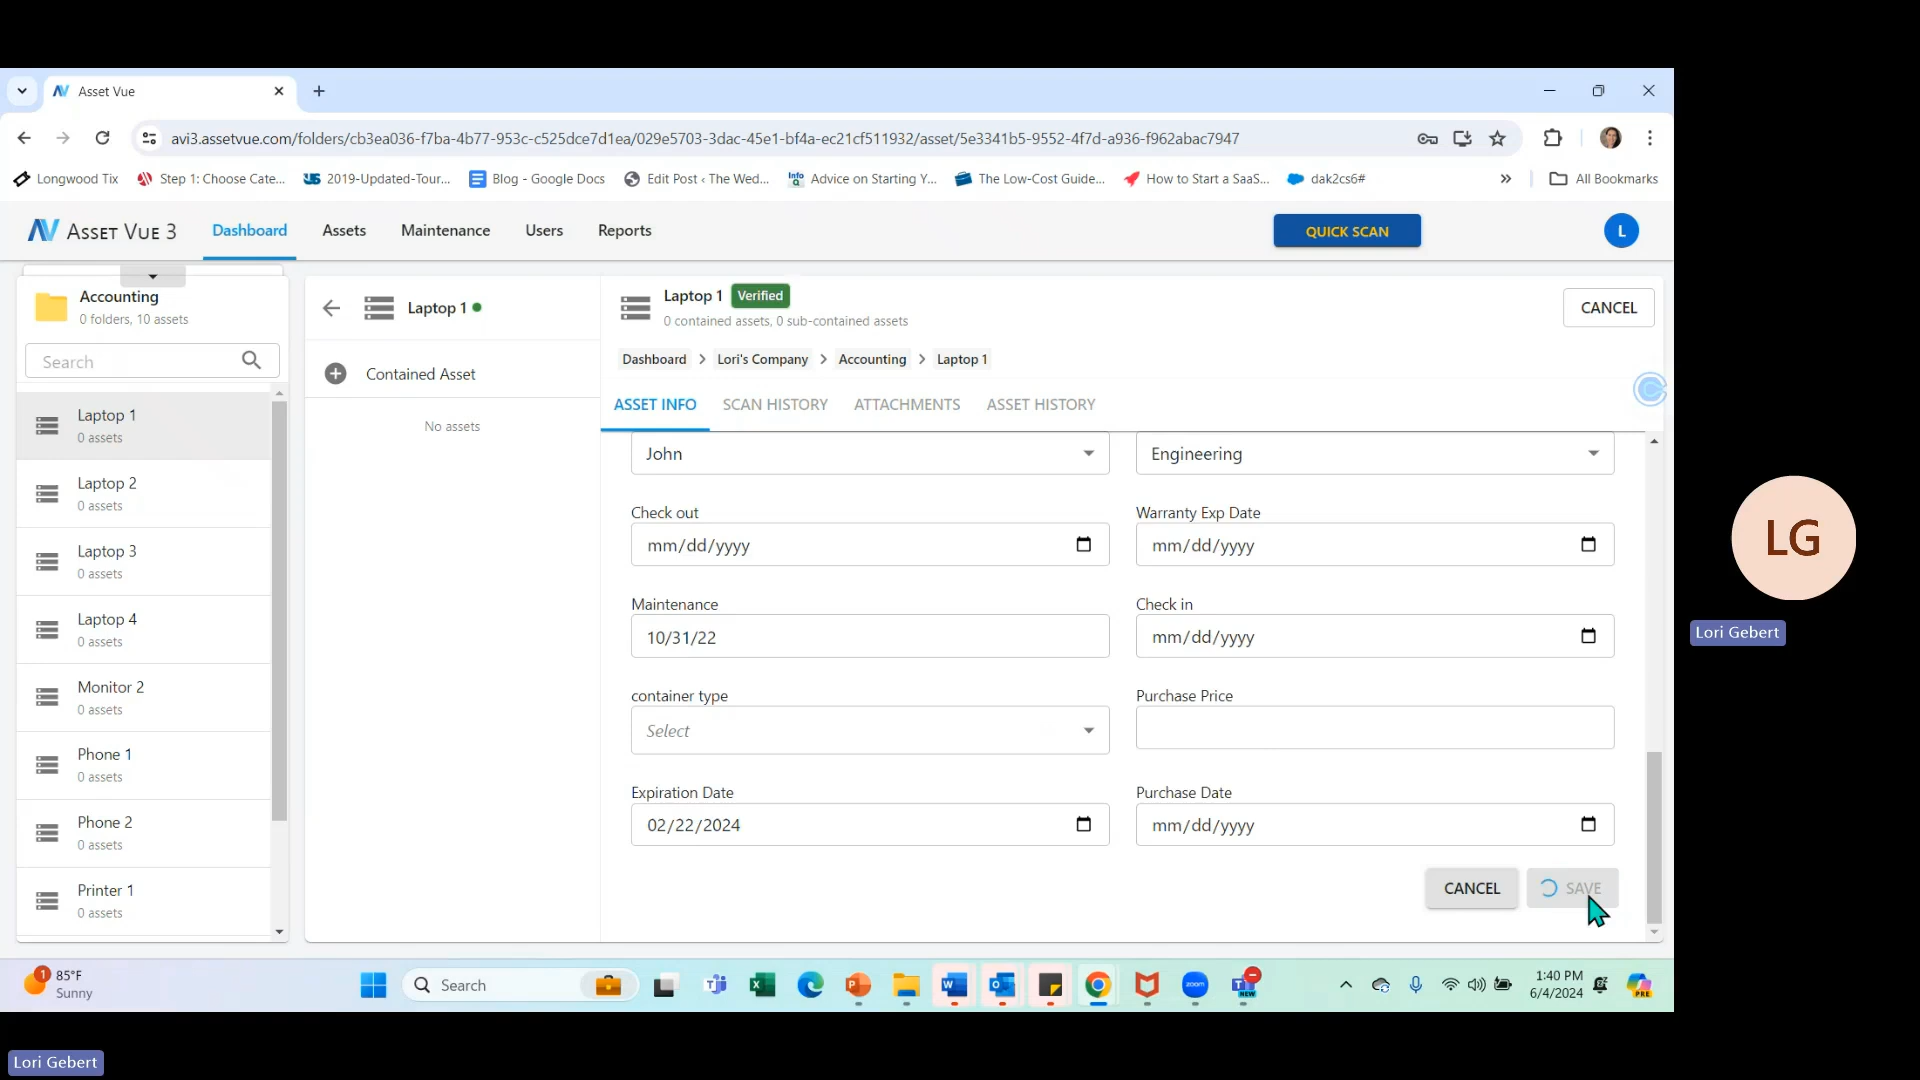 Asset Vue
avi3.assetvue.com/folders/cb3ea036-f7ba-4b77-953c-c525dce7d1ea/029e5703-3dac-45e1-bf4a-ec21cf511932/asset/5e3341b5-9552-4f7d-a936-f962abac7947
Longwood Tix
Step 1: Choose Cate...
2019-Updated-Tour...
Blog - Google Docs
Edit Post ‹ The Wed...
Advice on Starting Y...
The Low-Cost Guide...
How to Start a SaaS...
dak2cs6#
»
All Bookmarks
ASSET VUE 3
Dashboard
Assets
Maintenance
Users
Reports
QUICK SCAN
L
Accounting
0 folders, 10 assets
Search
Laptop 1
0 assets
Laptop 2
0 assets
Laptop 3
0 assets
Laptop 4
0 assets
Monitor 2
0 assets
Phone 1
0 assets
Phone 2
0 assets
Printer 1
0 assets
Laptop 1
Contained Asset
No assets
Laptop 1 Verified
0 contained assets, 0 sub-contained assets
CANCEL
Dashboard > Lori's Company > Accounting > Laptop 1
ASSET INFO
SCAN HISTORY
ATTACHMENTS
ASSET HISTORY
John
Engineering
Check out
Warranty Exp Date
mm/dd/yyyy
mm/dd/yyyy
Maintenance
Check in
10/31/22
mm/dd/yyyy
container type
Purchase Price
Select
Expiration Date
Purchase Date
02/22/2024
mm/dd/yyyy
CANCEL
SAVE
LG
Lori Gebert
1
85°F
Sunny
Search
zoom
NEW
1:40 PM
6/4/2024
PRE
Lori Gebert